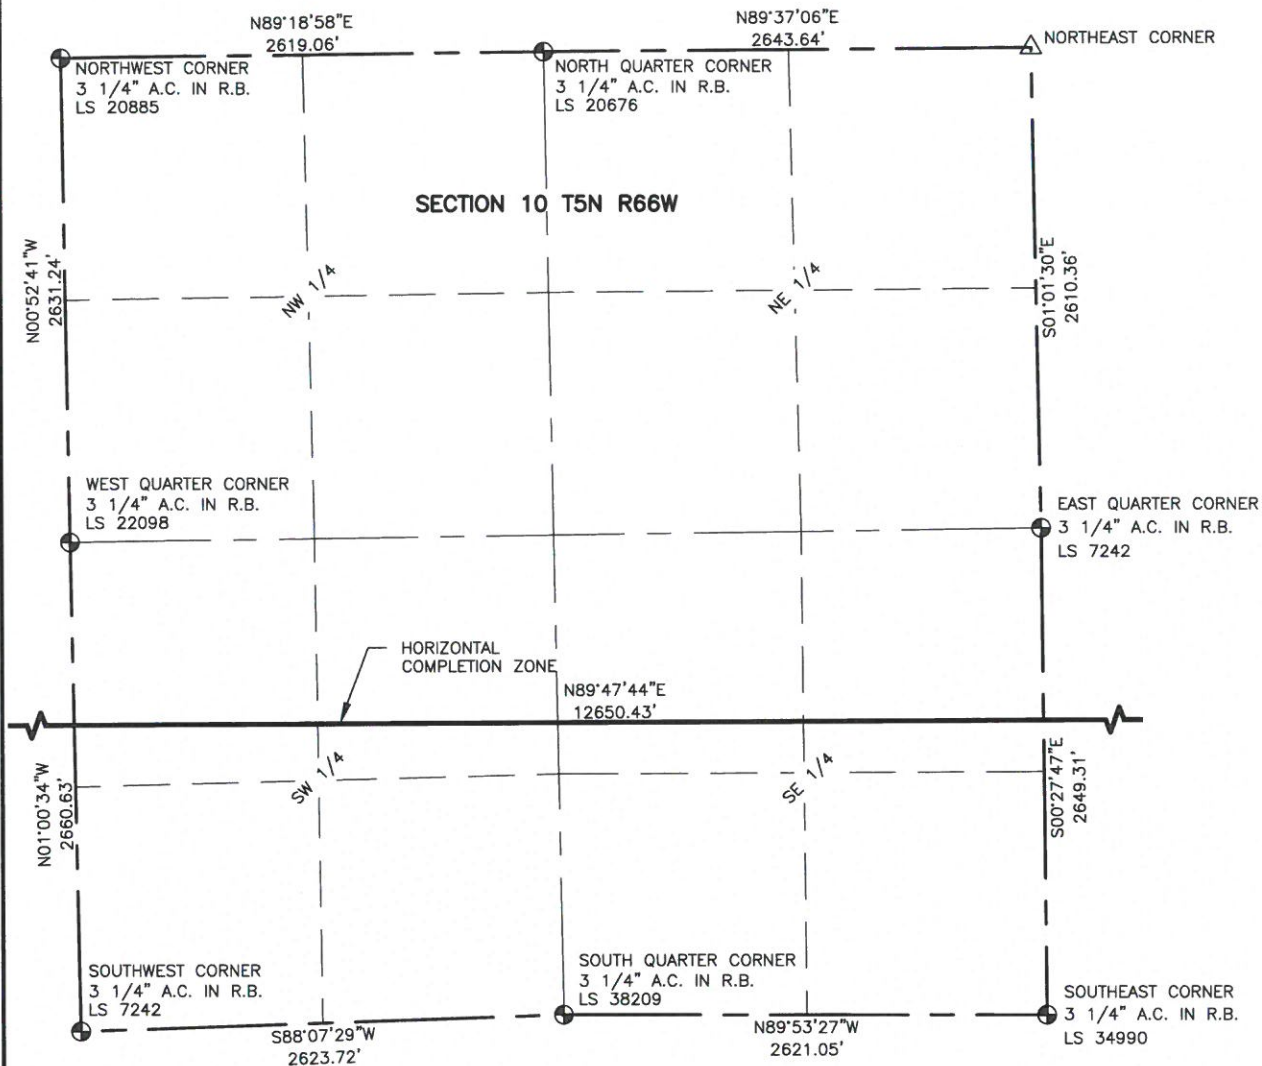 N89°18'58"E
2619.06'
N89°37'06"E
2643.64'
NORTHEAST CORNER
NORTHWEST CORNER
3 1/4" A.C. IN R.B.
LS 20885
NORTH QUARTER CORNER
3 1/4" A.C. IN R.B.
LS 20676
SECTION 10 T5N R66W
N00°52'41"W
2631.24'
NW 1/4
NE 1/4
S01°01'30"E
2610.36'
WEST QUARTER CORNER
3 1/4" A.C. IN R.B.
LS 22098
EAST QUARTER CORNER
3 1/4" A.C. IN R.B.
LS 7242
HORIZONTAL
COMPLETION ZONE
N89°47'44"E
12650.43'
N01°00'34"W
2660.63'
SW 1/4
SE 1/4
S00°27'47"E
2649.31'
SOUTHWEST CORNER
3 1/4" A.C. IN R.B.
LS 7242
SOUTH QUARTER CORNER
3 1/4" A.C. IN R.B.
LS 38209
SOUTHEAST CORNER
3 1/4" A.C. IN R.B.
LS 34990
S88°07'29"W
2623.72'
N89°53'27"W
2621.05'